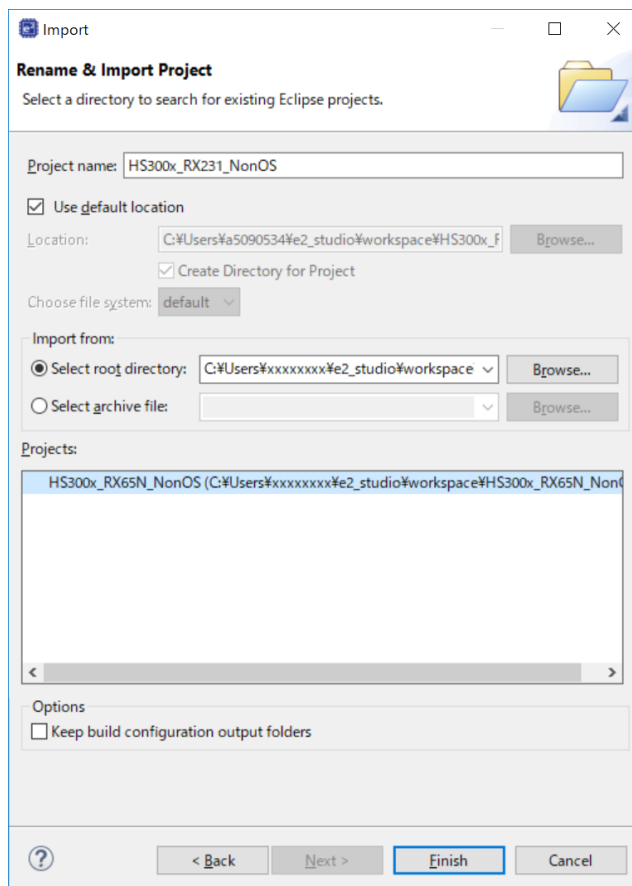 Import
Rename & Import Project
Select a directory to search for existing Eclipse projects.
Project name: HS300x_RX231_NonOS
Use default location
Location: C:¥Users¥a5090534¥e2_studio¥workspace¥HS300x_F Browse...
Create Directory for Project
Choose file system: default
Import from:
Select root directory: C:¥Users¥xxxxxxxx¥e2_studio¥workspace Browse...
Select archive file: Browse...
Projects:
HS300x_RX65N_NonOS (C:¥Users¥xxxxxxxx¥e2_studio¥workspace¥HS300x_RX65N_NonO
Options
Keep build configuration output folders
? < Back Next > Finish Cancel